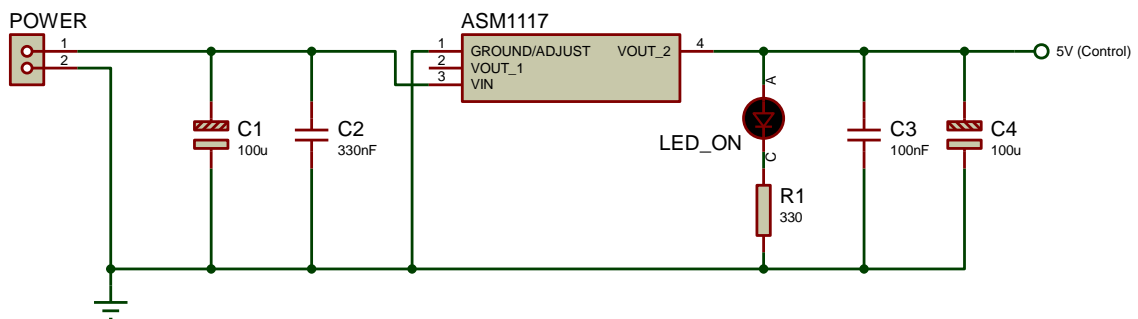 POWER
1
2
C1
100u
C2
330nF
ASM1117
1
GROUND/ADJUST
2
VOUT_1
3
VIN
VOUT_2
4
A
LED_ON
C
R1
330
C3
100nF
C4
100u
5V (Control)